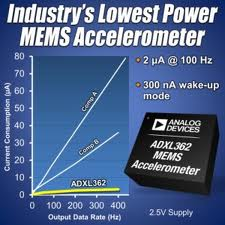 Industry's Lowest Power
MEMS Accelerometer
• 2 µA @ 100 Hz
• 300 nA wake-up
mode
Current Consumption (µA)
80
70
60
50
40
30
20
10
0
Comp A
Comp B
ADXL362
0 100 200 300 400
Output Data Rate (Hz)
ANALOG
DEVICES
ADXL362
MEMS
Accelerometer
2.5V Supply